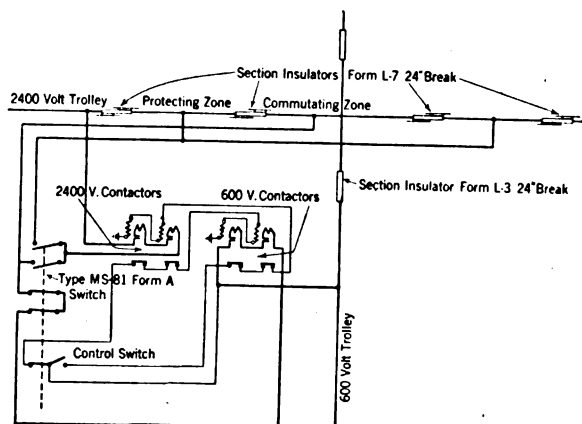 Section Insulators Form L-7 24" Break
2400 Volt Trolley
Protecting Zone
Commutating Zone
2400 V. Contactors
600 V. Contactors
Section Insulator Form L-3 24" Break
Type MS-81 Form A
Switch
Control Switch
600 Volt Trolley